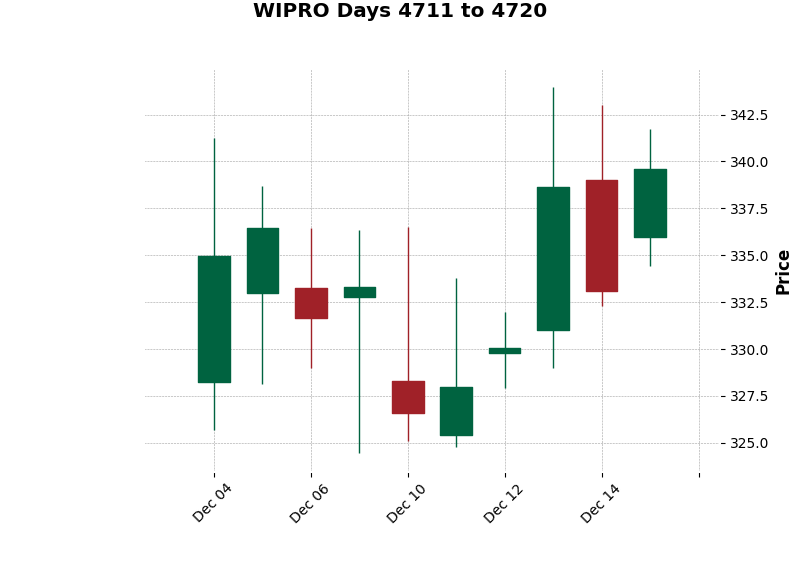 WIPRO Days 4711 to 4720
342.5
340.0
337.5
335.0
332.5
330.0
327.5
325.0
Price
Dec 04
Dec 06
Dec 10
Dec 12
Dec 14